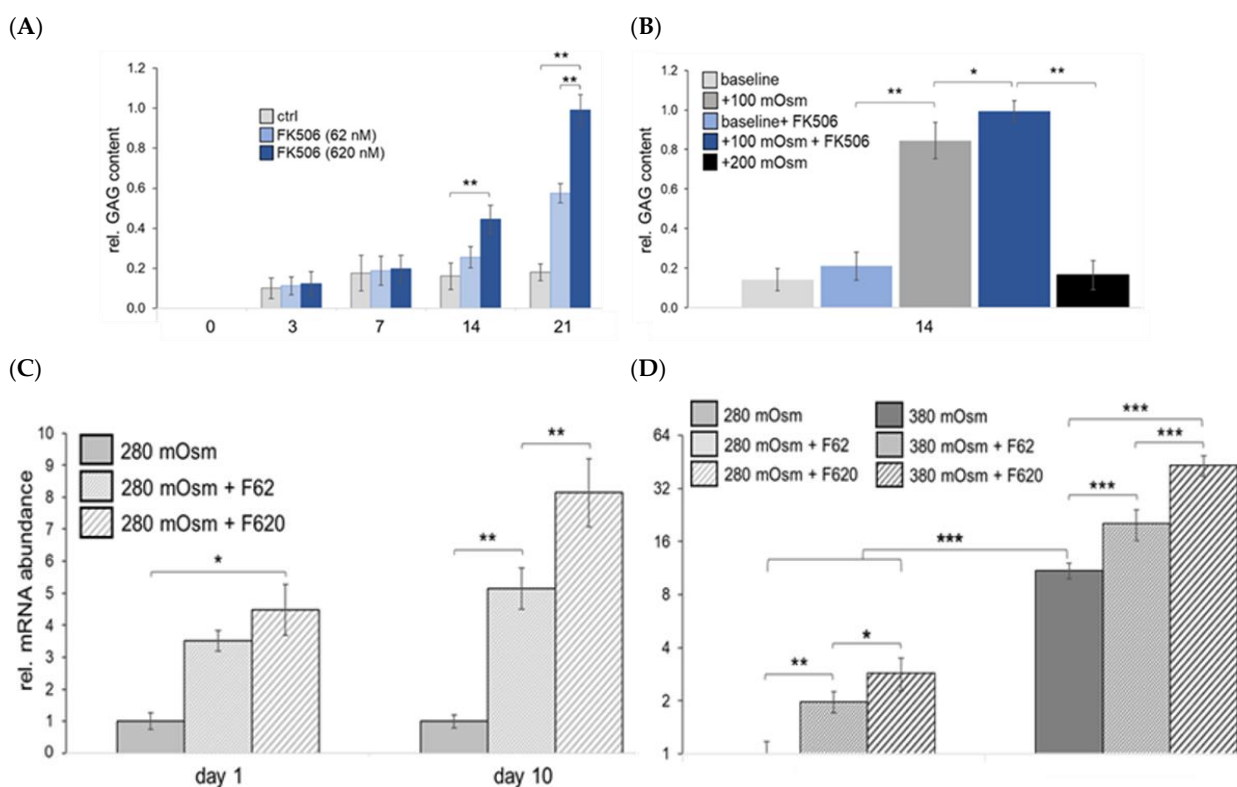 (A)
(B)
1.2
1.0
0.8
0.6
0.4
0.2
0.0
rel. GAG content
ctrl
FK506 (62 nM)
FK506 (620 nM)
**
**
**
0 3 7 14 21
1.2
1.0
0.8
0.6
0.4
0.2
0.0
rel. GAG content
baseline
+100 mOsm
baseline+ FK506
+100 mOsm + FK506
+200 mOsm
** * **
14
(C)
(D)
10
9
8
7
6
5
4
3
2
1
0
rel. mRNA abundance
280 mOsm
280 mOsm + F62
280 mOsm + F620
*
**
**
day 1 day 10
64
32
16
8
4
2
1
280 mOsm 380 mOsm
280 mOsm + F62 380 mOsm + F62
280 mOsm + F620 380 mOsm + F620
***
***
***
***
*
**